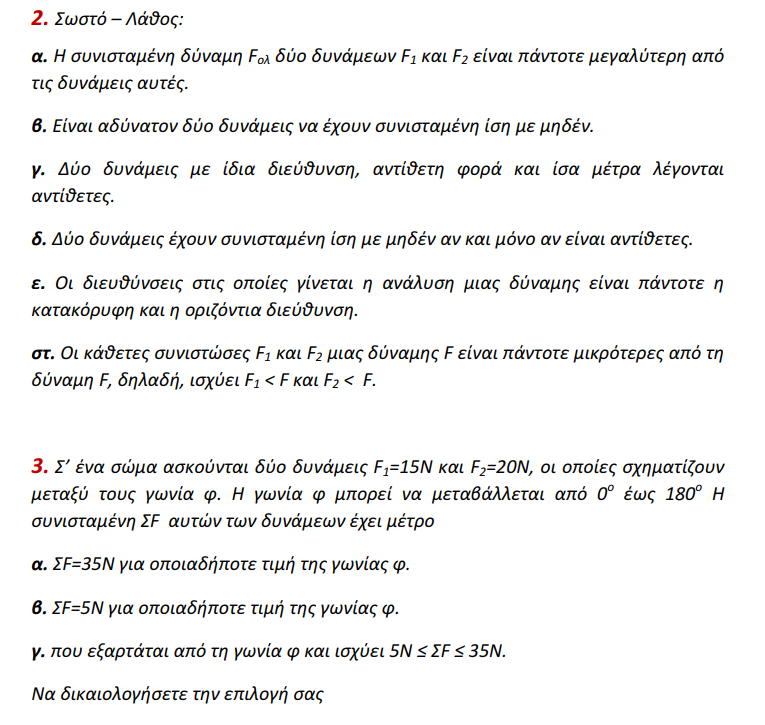 2. Σωστό – Λάθος:
α. Η συνισταμένη δύναμη Fολ δύο δυνάμεων F1 και F2 είναι πάντοτε μεγαλύτερη από
τις δυνάμεις αυτές.
β. Είναι αδύνατον δύο δυνάμεις να έχουν συνισταμένη ίση με μηδέν.
γ. Δύο δυνάμεις με ίδια διεύθυνση, αντίθετη φορά και ίσα μέτρα λέγονται
αντίθετες.
δ. Δύο δυνάμεις έχουν συνισταμένη ίση με μηδέν αν και μόνο αν είναι αντίθετες.
ε. Οι διευθύνσεις στις οποίες γίνεται η ανάλυση μιας δύναμης είναι πάντοτε η
κατακόρυφη και η οριζόντια διεύθυνση.
στ. Οι κάθετες συνιστώσες F1 και F2 μιας δύναμης F είναι πάντοτε μικρότερες από τη
δύναμη F, δηλαδή, ισχύει F1 < F και F2 < F.
3. Σ’ ένα σώμα ασκούνται δύο δυνάμεις F1=15N και F2=20N, οι οποίες σχηματίζουν
μεταξύ τους γωνία φ. Η γωνία φ μπορεί να μεταβάλλεται από 0° έως 180° Η
συνισταμένη ΣF αυτών των δυνάμεων έχει μέτρο
α. ΣF=35N για οποιαδήποτε τιμή της γωνίας φ.
β. ΣF=5N για οποιαδήποτε τιμή της γωνίας φ.
γ. που εξαρτάται από τη γωνία φ και ισχύει 5N ≤ ΣF ≤ 35N.
Να δικαιολογήσετε την επιλογή σας